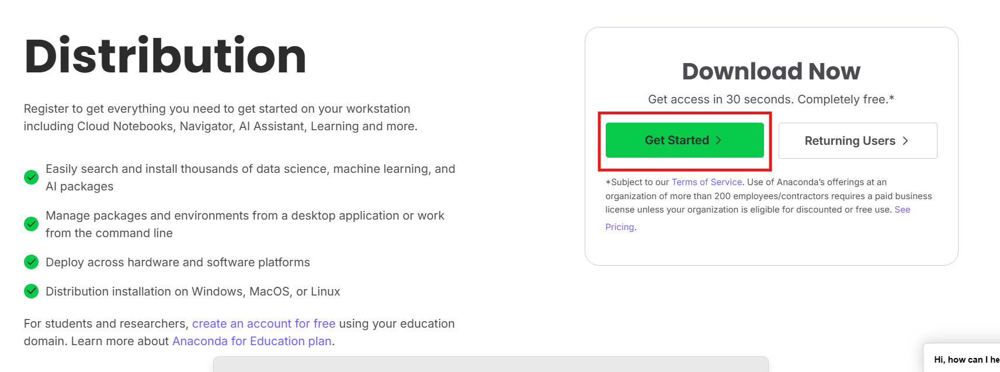 Distribution
Register to get everything you need to get started on your workstation
including Cloud Notebooks, Navigator, AI Assistant, Learning and more.
Easily search and install thousands of data science, machine learning, and
AI packages
Manage packages and environments from a desktop application or work
from the command line
Deploy across hardware and software platforms
Distribution installation on Windows, MacOS, or Linux
For students and researchers, create an account for free using your education
domain. Learn more about Anaconda for Education plan.
Download Now
Get access in 30 seconds. Completely free.*
Get Started
Returning Users
*Subject to our Terms of Service. Use of Anaconda’s offerings at an
organization of more than 200 employees/contractors requires a paid business
license unless your organization is eligible for discounted or free use. See
Pricing.
Hi, how can I he